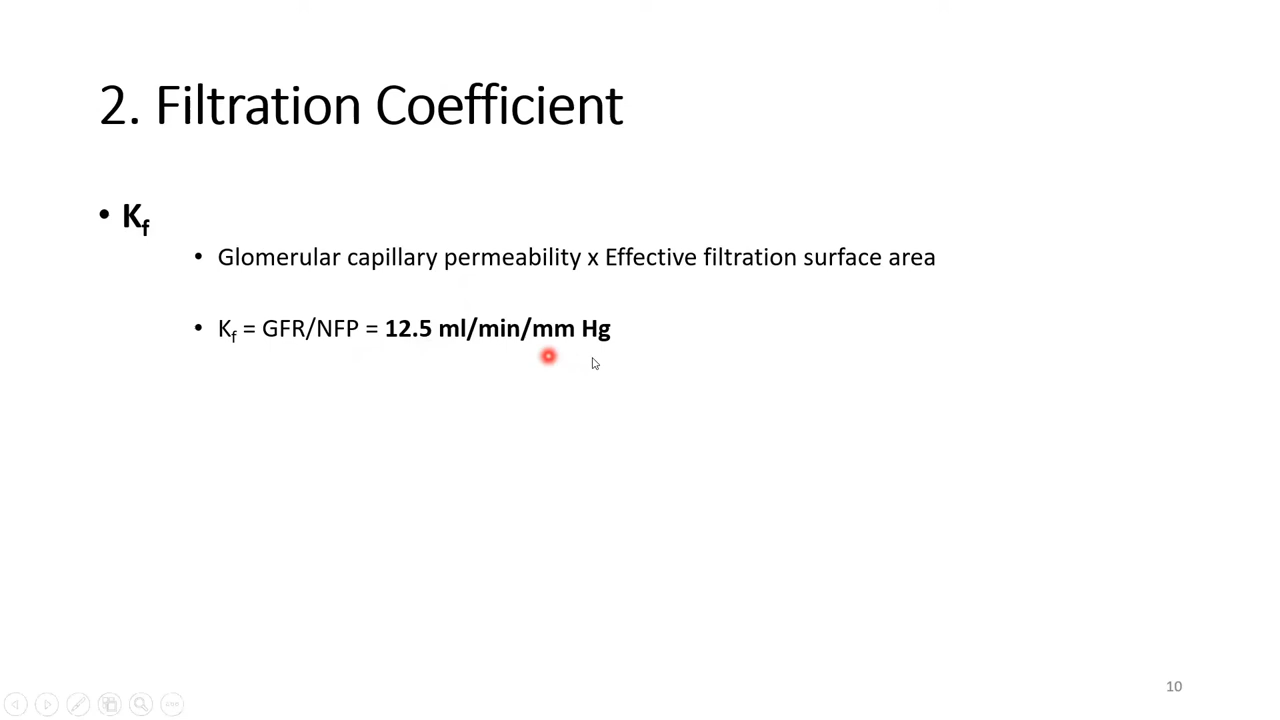 2. Filtration Coefficient
• Kf
• Glomerular capillary permeability x Effective filtration surface area
• Kf = GFR/NFP = 12.5 ml/min/mm Hg
10